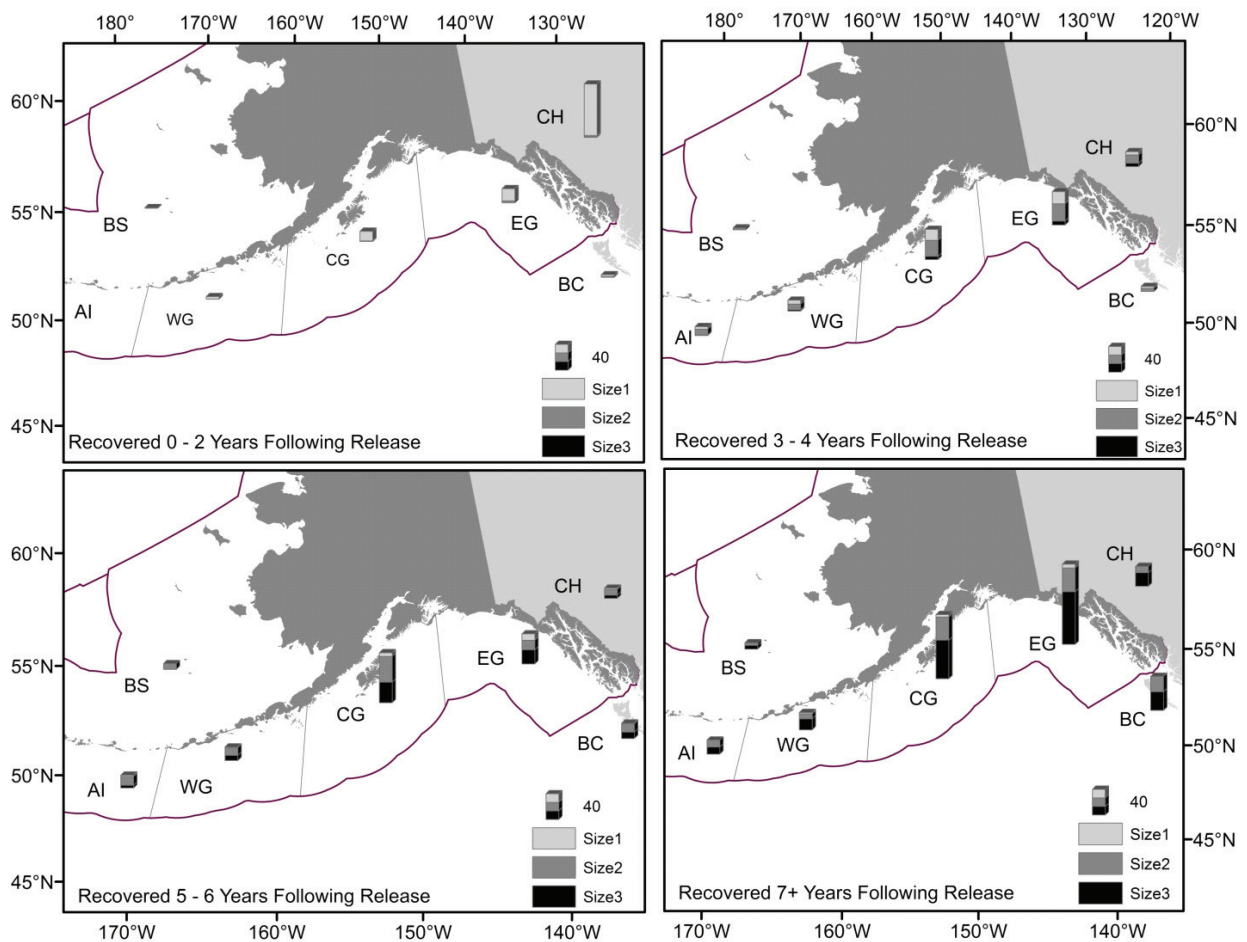 180° 170°W 160°W 150°W 140°W 130°W
180° 170°W 160°W 150°W 140°W 130°W 120°W
60°N
CH
BS
55°N
EG
CG
BC
AI
WG
50°N
40
Size1
Size2
45°N
Recovered 0 - 2 Years Following Release
Size3
60°N
CH
EG
BS
55°N
CG
BC
WG
AI
50°N
40
Size1
Size2
45°N
Recovered 3 - 4 Years Following Release
Size3
60°N
CH
55°N
EG
BS
CG
BC
AI
WG
50°N
40
Size1
Size2
45°N
Recovered 5 - 6 Years Following Release
Size3
170°W 160°W 150°W 140°W
CH
60°N
EG
55°N
BS
CG
BC
WG
AI
50°N
40
Size1
45°N
Size2
Recovered 7+ Years Following Release
Size3
170°W 160°W 150°W 140°W